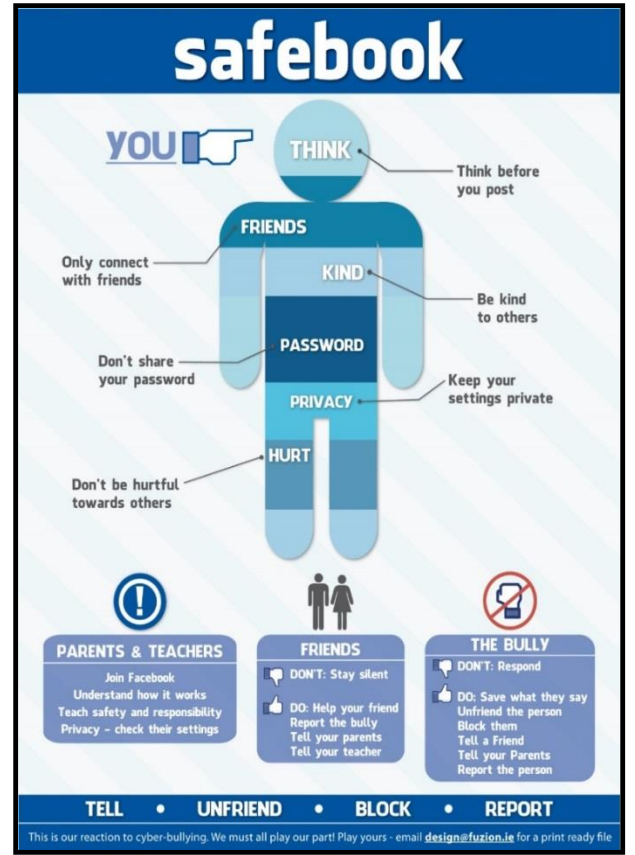 safebook
YOU
THINK
Think before
you post
FRIENDS
Only connect
with friends
KIND
Be kind
to others
PASSWORD
Don't share
your password
PRIVACY
Keep your
settings private
HURT
Don't be hurtful
towards others
PARENTS & TEACHERS
Join Facebook
Understand how it works
Teach safety and responsibility
Privacy – check their settings
FRIENDS
DON'T: Stay silent
DO: Help your friend
Report the bully
Tell your parents
Tell your teacher
THE BULLY
DON'T: Respond
DO: Save what they say
Unfriend the person
Block them
Tell a Friend
Tell your Parents
Report the person
TELL • UNFRIEND • BLOCK • REPORT
This is our reaction to cyber-bullying. We must all play our part! Play yours - email design@fuzion.ie for a print ready file